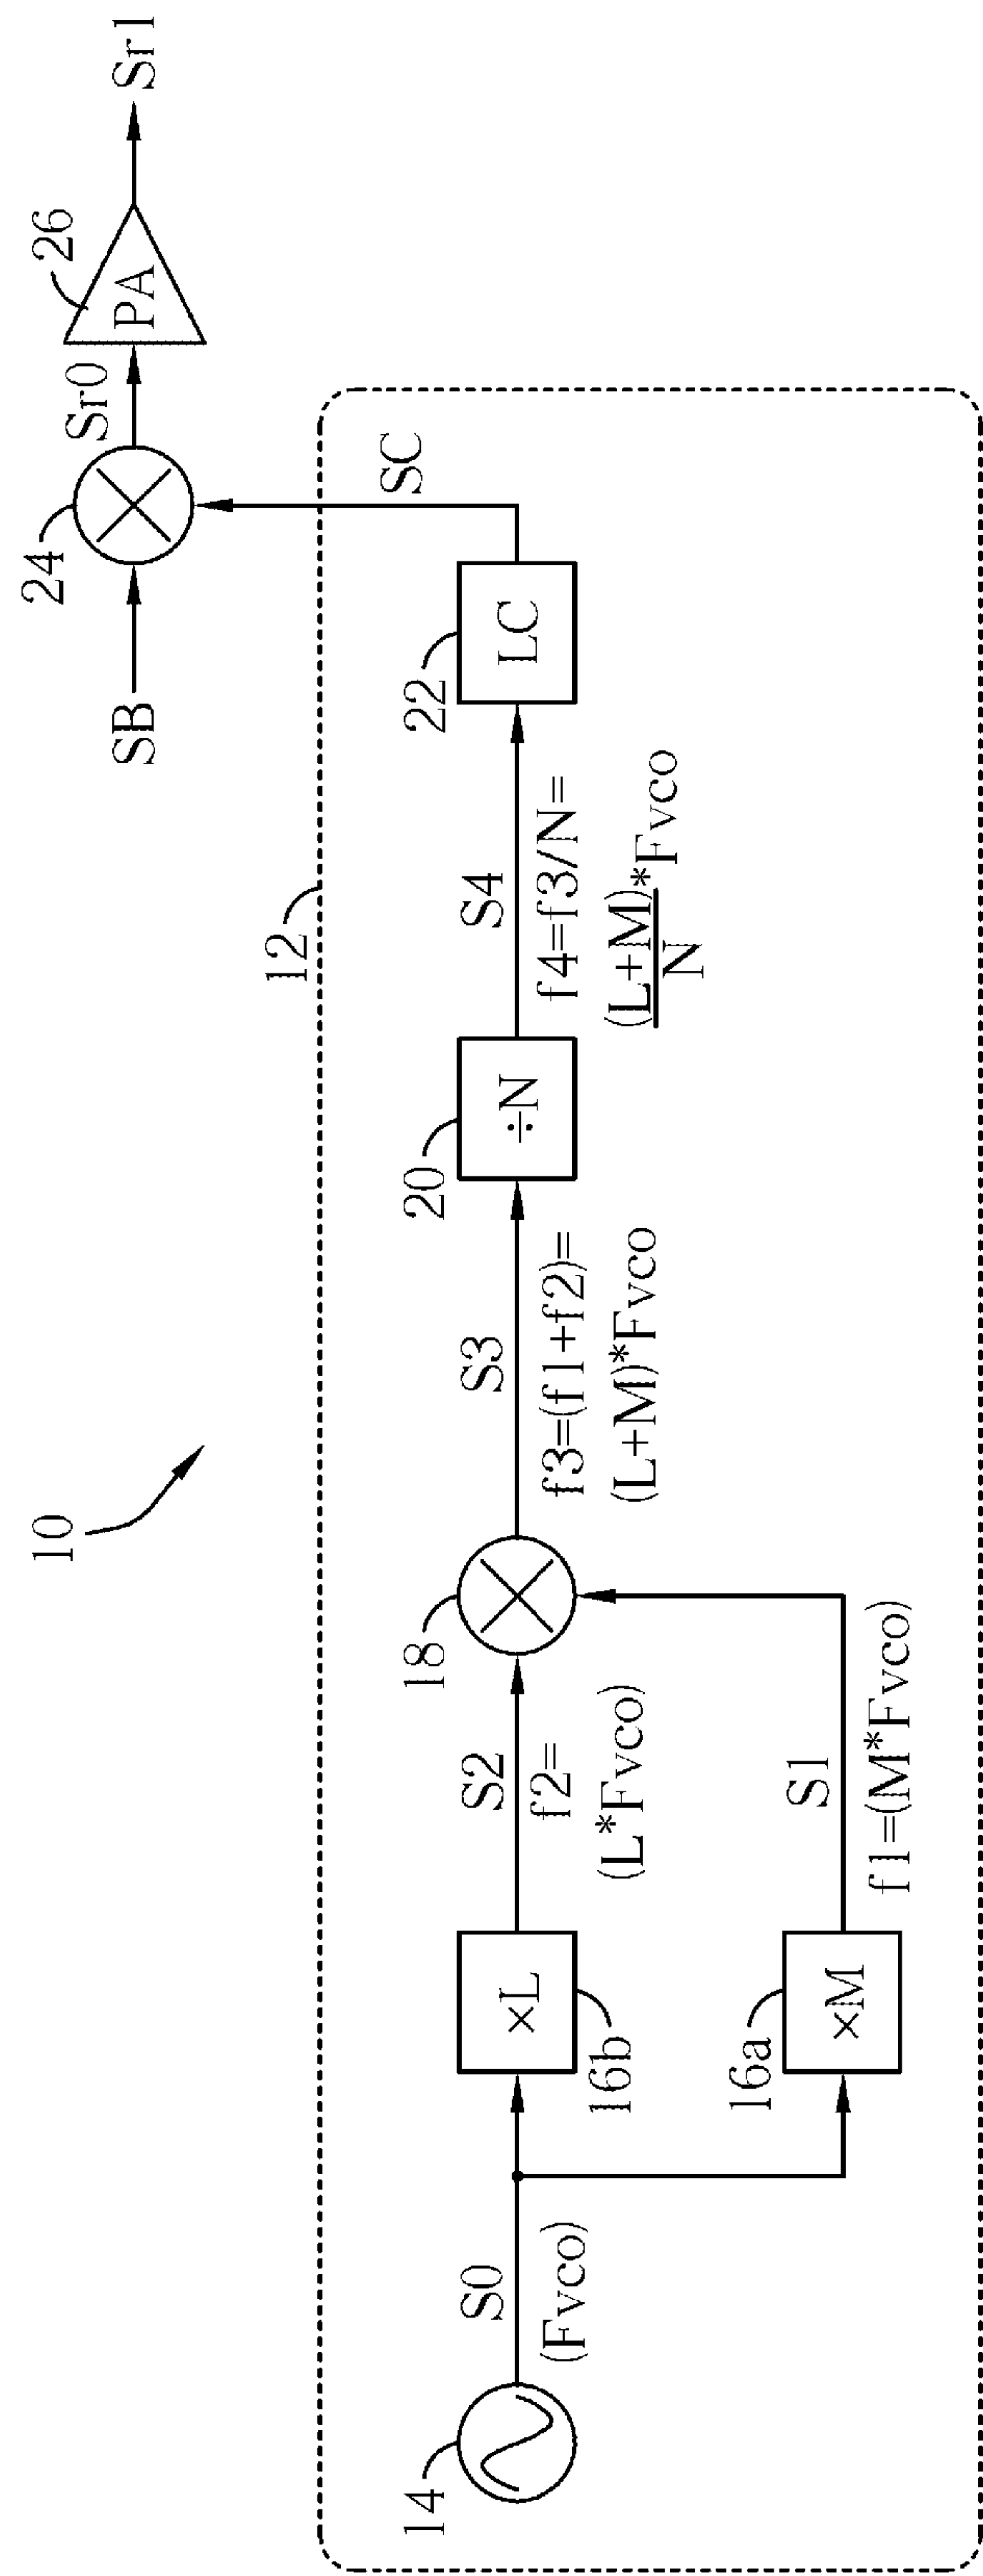 10
24
26
SB
Sr0
PA
Sr1
12
SC
14
S0
(Fvco)
×L
16b
S2
f2=
(L*Fvco)
18
S3
f3=(f1+f2)=
(L+M)*Fvco
20
÷N
S4
f4=f3/N=
(L+M)
N
*Fvco
22
LC
×M
16a
S1
f1=(M*Fvco)